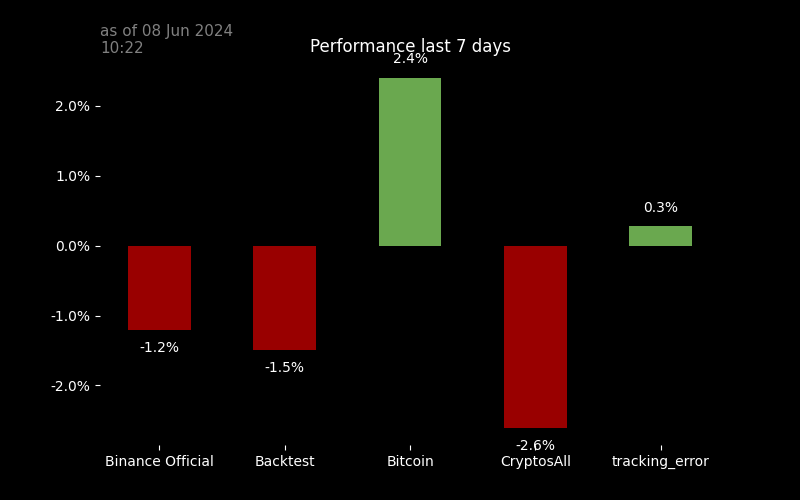 as of 08 Jun 2024
10:22
Performance last 7 days
2.4%
2.0%
1.0%
0.3%
0.0%
-1.0%
-1.2%
-1.5%
-2.0%
-2.6%
Binance Official
Backtest
Bitcoin
CryptosAll
tracking_error